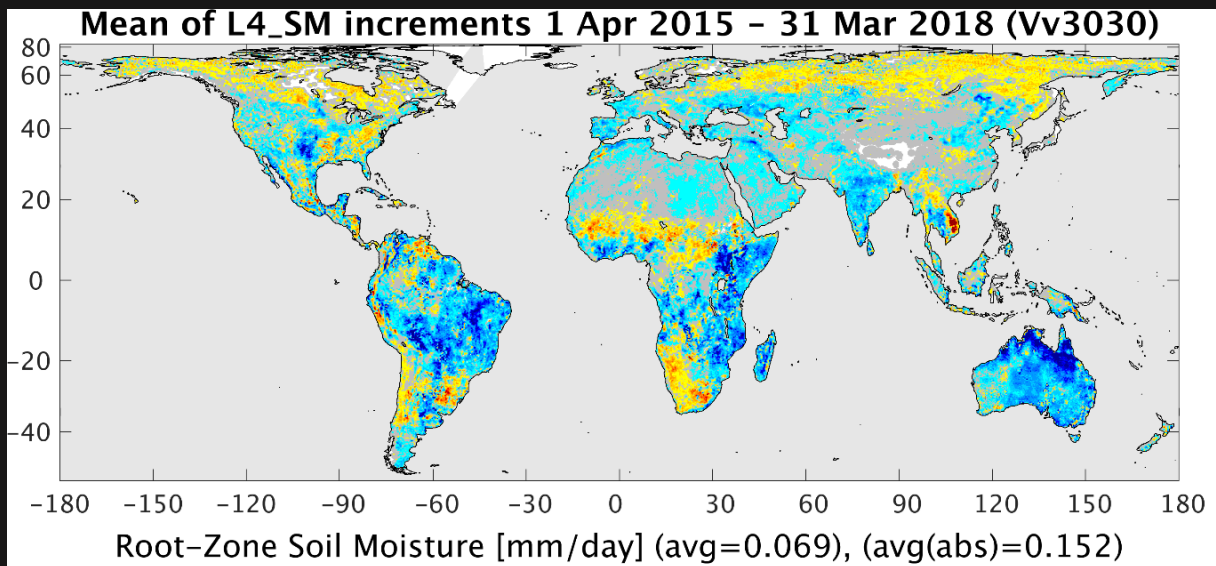 Mean of L4_SM increments 1 Apr 2015 – 31 Mar 2018 (Vv3030)
80
60
40
20
0
−20
−40
−180 −150 −120 −90 −60 −30 0 30 60 90 120 150 180
Root−Zone Soil Moisture [mm/day] (avg=0.069), (avg(abs)=0.152)